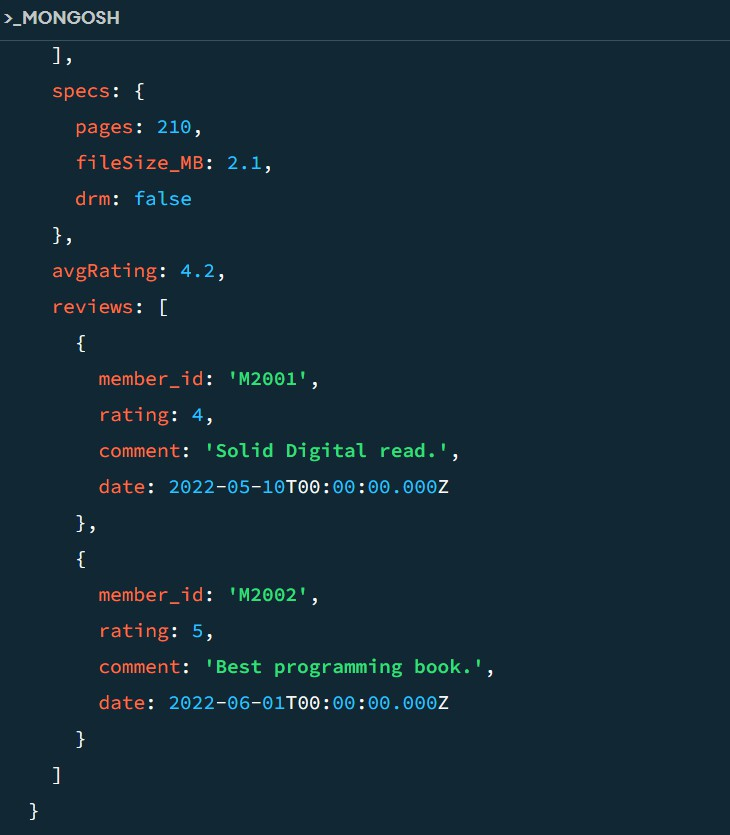 >_MONGOSH
],
specs: {
pages: 210,
fileSize_MB: 2.1,
drm: false
},
avgRating: 4.2,
reviews: [
{
member_id: 'M2001',
rating: 4,
comment: 'Solid Digital read.',
date: 2022-05-10T00:00:00.000Z
},
{
member_id: 'M2002',
rating: 5,
comment: 'Best programming book.',
date: 2022-06-01T00:00:00.000Z
}
]
}